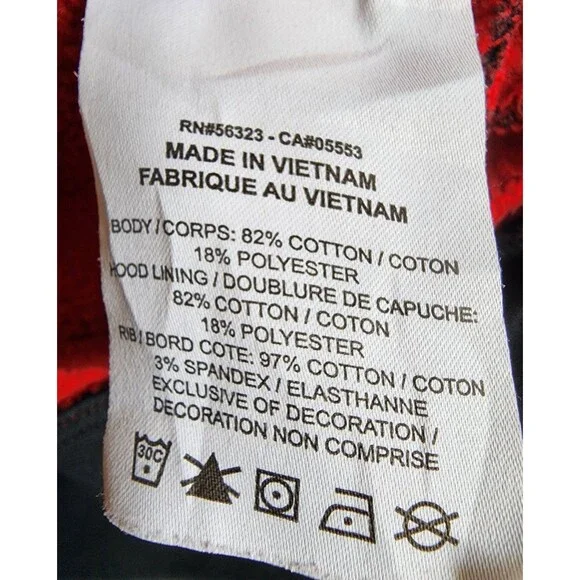 RN#56323 - CA#05553
MADE IN VIETNAM
FABRIQUE AU VIETNAM
BODY / CORPS: 82% COTTON / COTON
18% POLYESTER
HOOD LINING / DOUBLURE DE CAPUCHE:
82% COTTON / COTON
18% POLYESTER
RIB / BORD COTE: 97% COTTON / COTON
3% SPANDEX / ELASTHANNE
EXCLUSIVE OF DECORATION /
DECORATION NON COMPRISE
30C